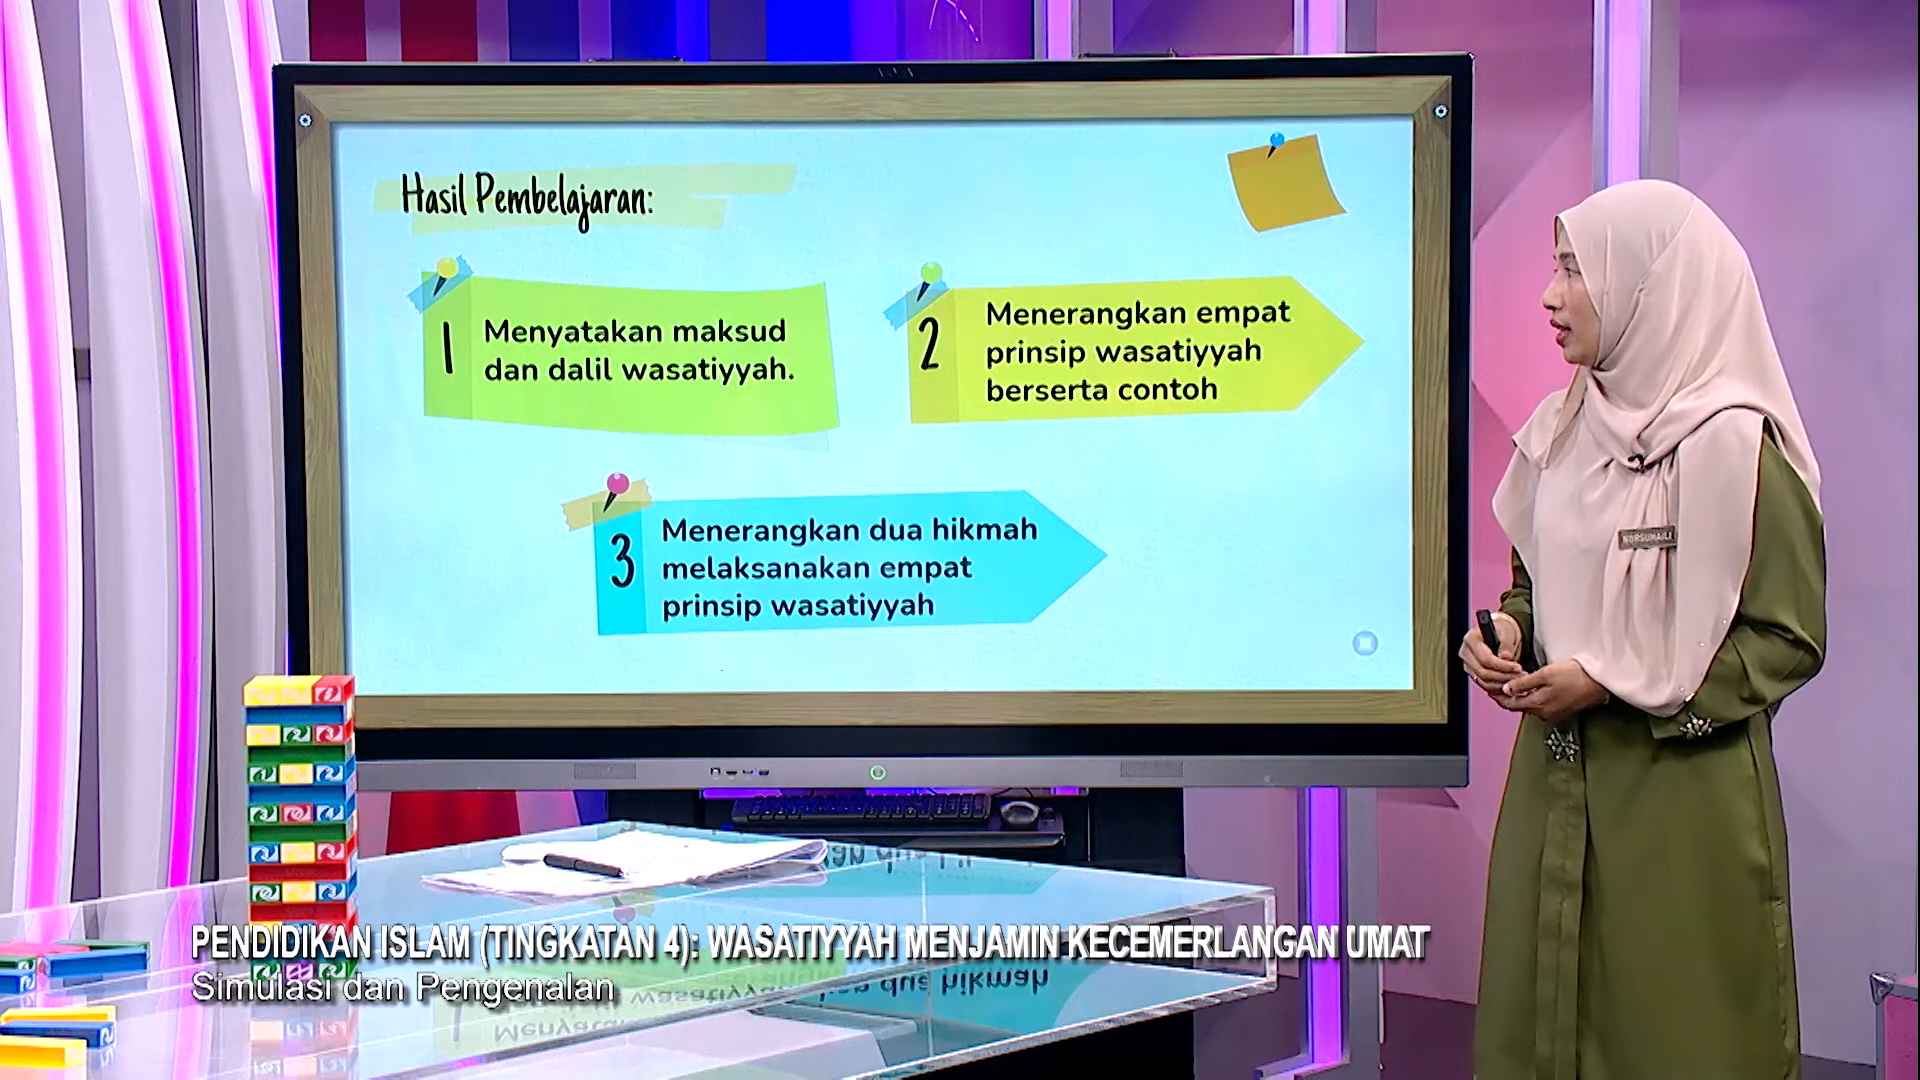 Hasil Pembelajaran:
1
Menyatakan maksud
dan dalil wasatiyyah.
2
Menerangkan empat
prinsip wasatiyyah
berserta contoh
3
Menerangkan dua hikmah
melaksanakan empat
prinsip wasatiyyah
NORSUHAILI
PENDIDIKAN ISLAM (TINGKATAN 4): WASATIYYAH MENJAMIN KECEMERLANGAN UMAT
Simulasi dan Pengenalan